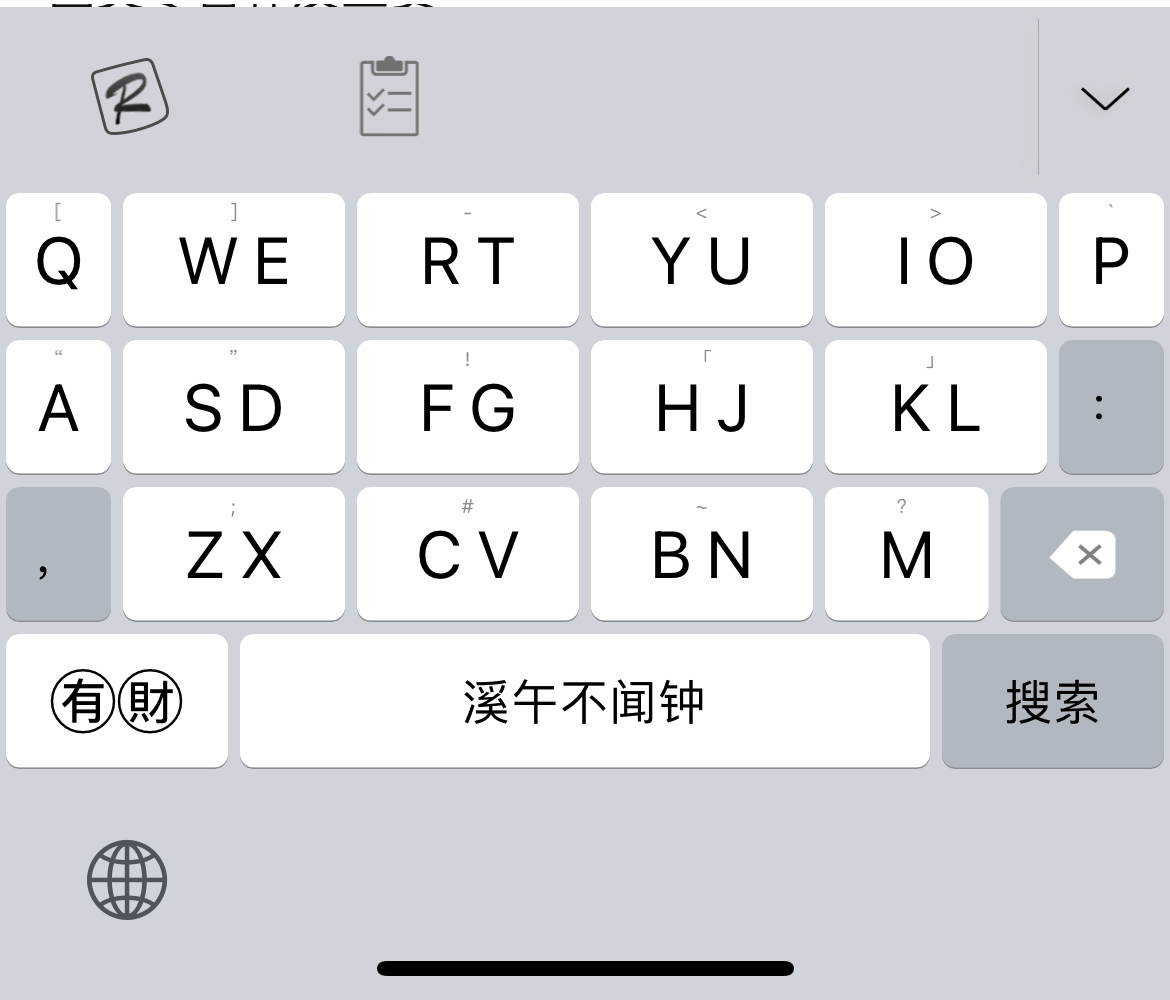 R
[ ] - < > `
Q WE RT YU IO P
“ ” ! 「 」
A SD FG HJ KL :
; # ~ ?
, ZX CV BN M
有財 溪午不闻钟 搜索